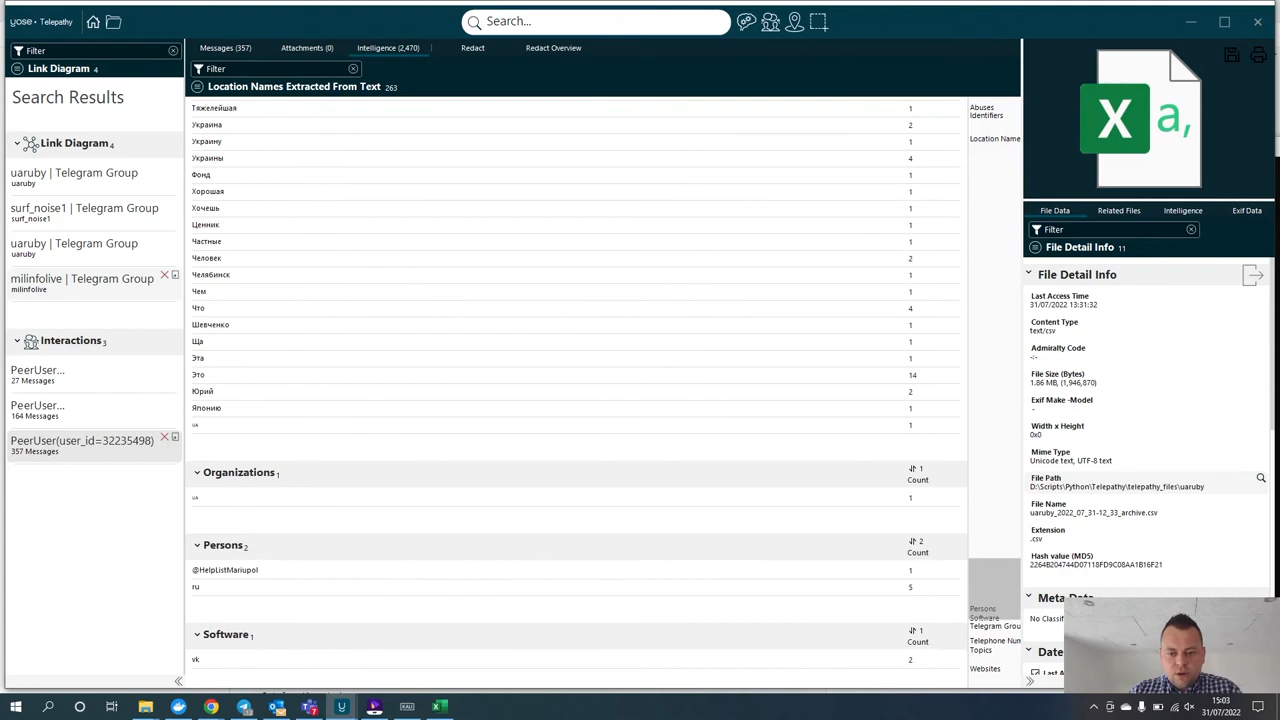 yose • Telepathy
Search...
Filter
Link Diagram 4
Search Results
Link Diagram 4
uaruby | Telegram Group
uaruby
surf_noise1 | Telegram Group
surf_noise1
uaruby | Telegram Group
uaruby
milinfolive | Telegram Group
milinfolive
Interactions 3
PeerUser...
27 Messages
PeerUser...
164 Messages
PeerUser(user_id=32235498)
357 Messages
Messages (357) Attachments (0) Intelligence (2,470) Redact Redact Overview
Filter
Location Names Extracted From Text 263
Тяжелейшая 1
Украина 2
Украину 1
Украины 4
Фонд 1
Хорошая 1
Хочешь 1
Ценник 1
Частные 1
Человек 2
Челябинск 1
Чем 1
Что 4
Шевченко 1
Ща 1
Эта 1
Это 14
Юрий 2
Японию 1
UA 1
Organizations 1 1
Count
UA 1
Persons 2 2
Count
@HelpListMariupol 1
ru 5
Software 1 1
Count
vk 2
Abuses
Identifiers
Location Name
Persons
Software
Telegram Grou
Telephone Num
Topics
Websites
X a,
File Data Related Files Intelligence Exif Data
Filter
File Detail Info 11
File Detail Info
Last Access Time
31/07/2022 13:31:32
Content Type
text/csv
Admiralty Code
-:-
File Size (Bytes)
1.86 MB, (1,946,870)
Exif Make -Model
-
Width x Height
0x0
Mime Type
Unicode text, UTF-8 text
File Path
D:\Scripts\Python\Telepathy\telepathy_files\uaruby
File Name
uaruby_2022_07_31-12_33_archive.csv
Extension
.csv
Hash value (MD5)
2264B204744D07118FD9C08AA1B16F21
Meta Data
No Classif
Date
Last A
KAU
15:03
31/07/2022